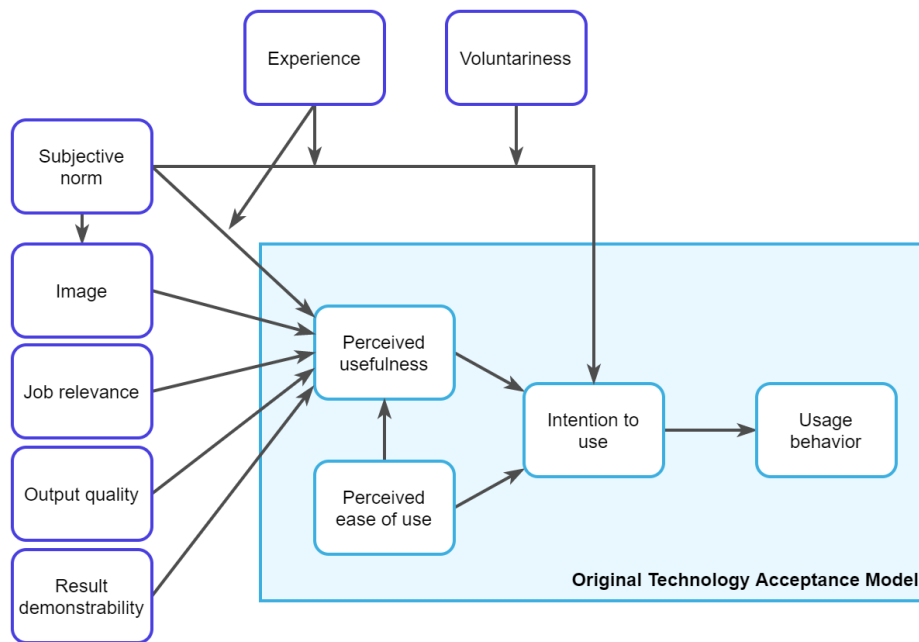 Experience
Voluntariness
Subjective
norm
Image
Job relevance
Output quality
Result
demonstrability
Perceived
usefulness
Perceived
ease of use
Intention to
use
Usage
behavior
Original Technology Acceptance Model